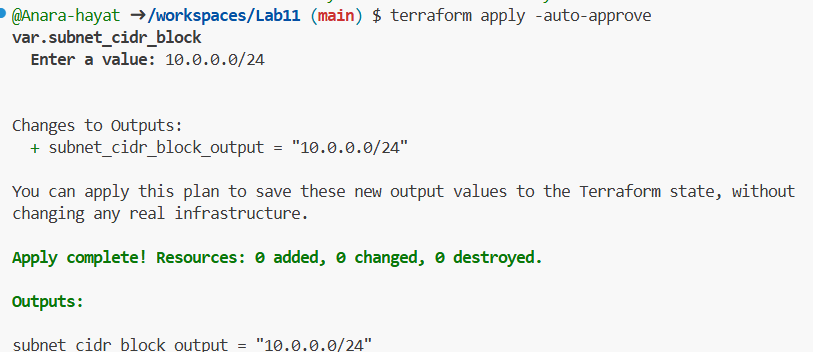 @Anara-hayat ➜/workspaces/Lab11 (main) $ terraform apply -auto-approve
var.subnet_cidr_block
Enter a value: 10.0.0.0/24
Changes to Outputs:
+ subnet_cidr_block_output = "10.0.0.0/24"
You can apply this plan to save these new output values to the Terraform state, without
changing any real infrastructure.
Apply complete! Resources: 0 added, 0 changed, 0 destroyed.
Outputs:
subnet_cidr_block_output = "10.0.0.0/24"